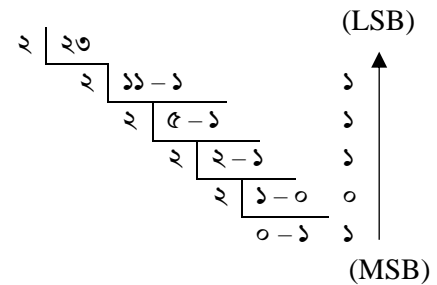 (LSB)
২ ২৩
২ ১১ – ১ ১
২ ৫ – ১ ১
২ ২ – ১ ১
২ ১ – ০ ০
০ – ১ ১
(MSB)